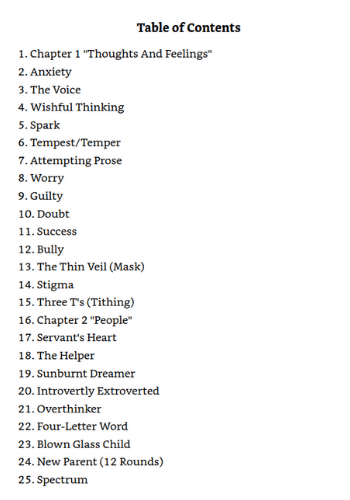 Table of Contents
1. Chapter 1 "Thoughts And Feelings"
2. Anxiety
3. The Voice
4. Wishful Thinking
5. Spark
6. Tempest/Temper
7. Attempting Prose
8. Worry
9. Guilty
10. Doubt
11. Success
12. Bully
13. The Thin Veil (Mask)
14. Stigma
15. Three T's (Tithing)
16. Chapter 2 "People"
17. Servant's Heart
18. The Helper
19. Sunburnt Dreamer
20. Introvertly Extroverted
21. Overthinker
22. Four-Letter Word
23. Blown Glass Child
24. New Parent (12 Rounds)
25. Spectrum